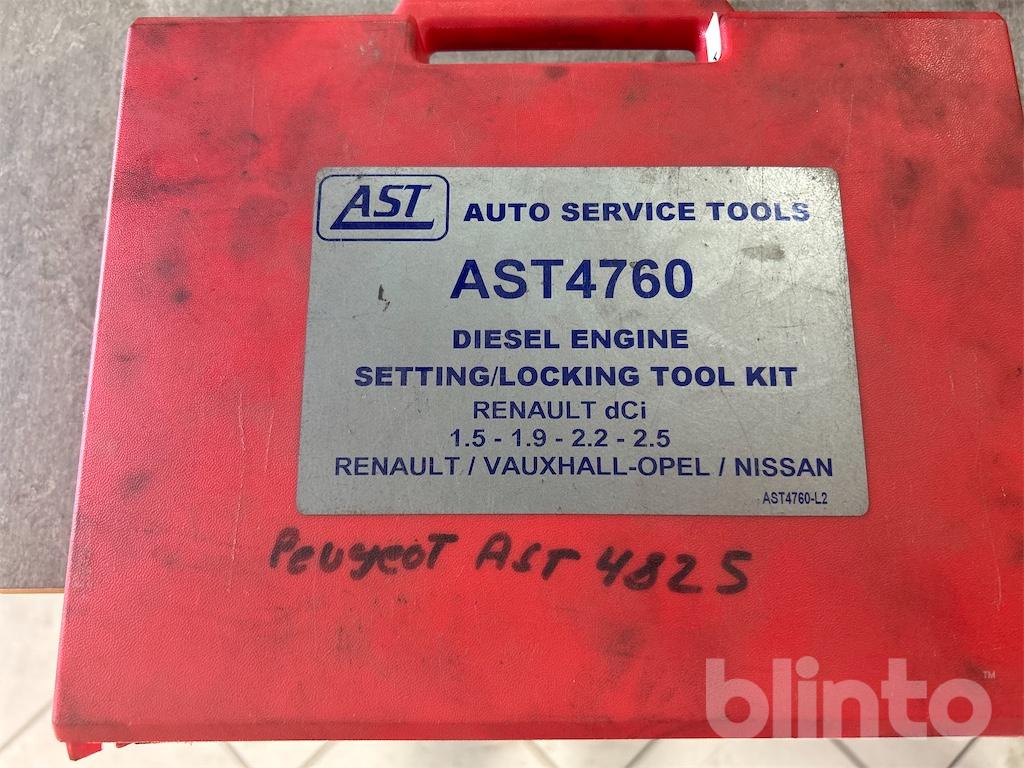 AST AUTO SERVICE TOOLS
AST4760
DIESEL ENGINE
SETTING/LOCKING TOOL KIT
RENAULT dCi
1.5 - 1.9 - 2.2 - 2.5
RENAULT / VAUXHALL-OPEL / NISSAN
AST4760-L2
PeugeoT AST 4825
blinto™